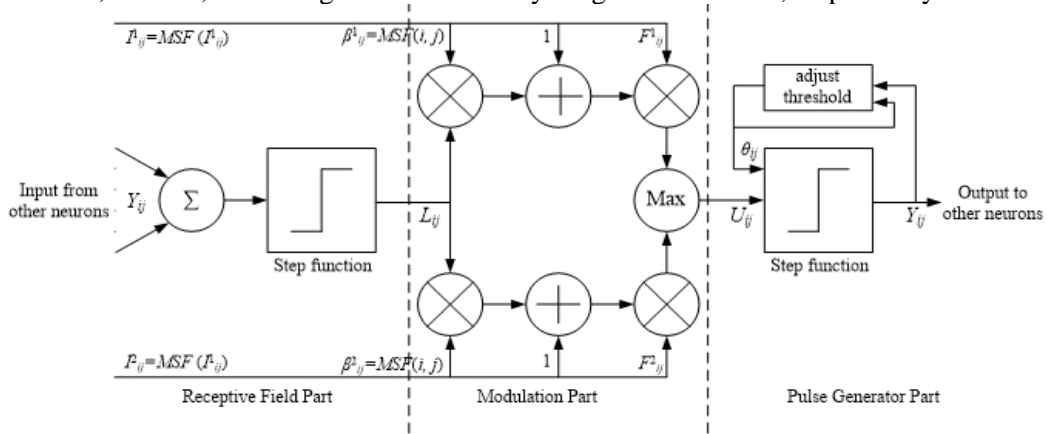 I¹ij=MSF (I¹ij)
β¹ij=MSF(i, j)
1
F¹ij
adjust
threshold
θij
Input from
other neurons
Yij
Σ
Step function
Lij
Max
Uij
Step function
Yij
Output to
other neurons
I²ij=MSF (I¹ij)
β²ij=MSF(i, j)
1
F²ij
Receptive Field Part
Modulation Part
Pulse Generator Part